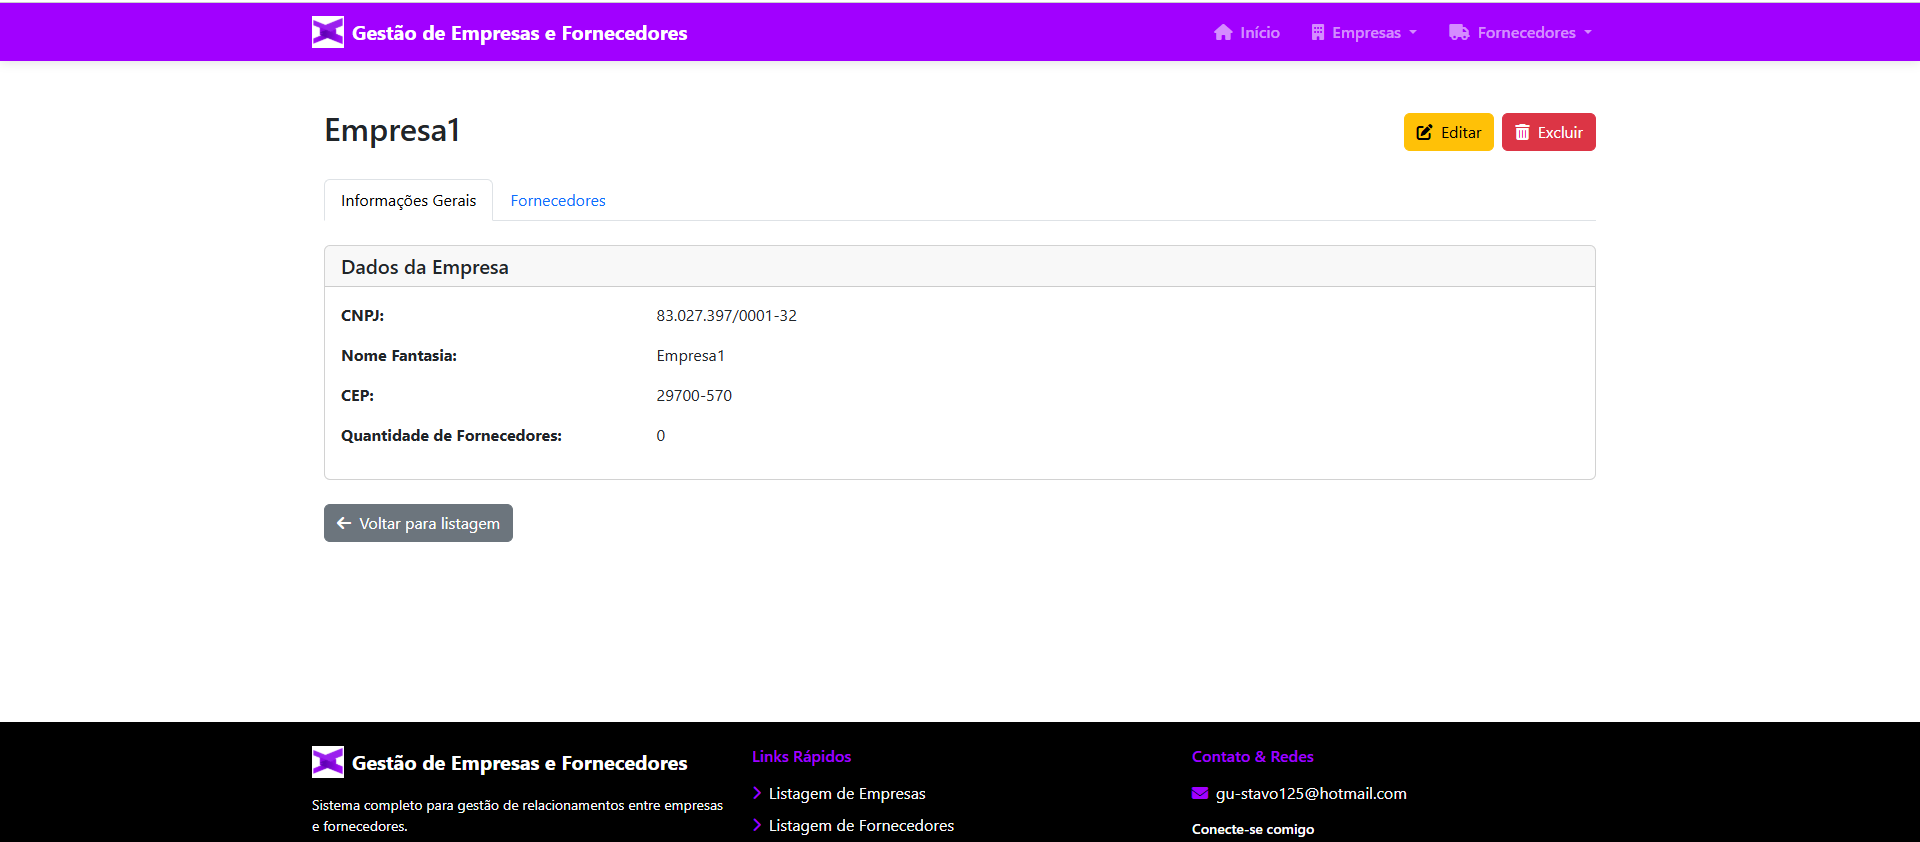 Gestão de Empresas e Fornecedores
Início
Empresas
Fornecedores
Empresa1
Editar
Excluir
Informações Gerais
Fornecedores
Dados da Empresa
CNPJ: 83.027.397/0001-32
Nome Fantasia: Empresa1
CEP: 29700-570
Quantidade de Fornecedores: 0
Voltar para listagem
Gestão de Empresas e Fornecedores
Sistema completo para gestão de relacionamentos entre empresas
e fornecedores.
Links Rápidos
Listagem de Empresas
Listagem de Fornecedores
Contato & Redes
gu-stavo125@hotmail.com
Conecte-se comigo